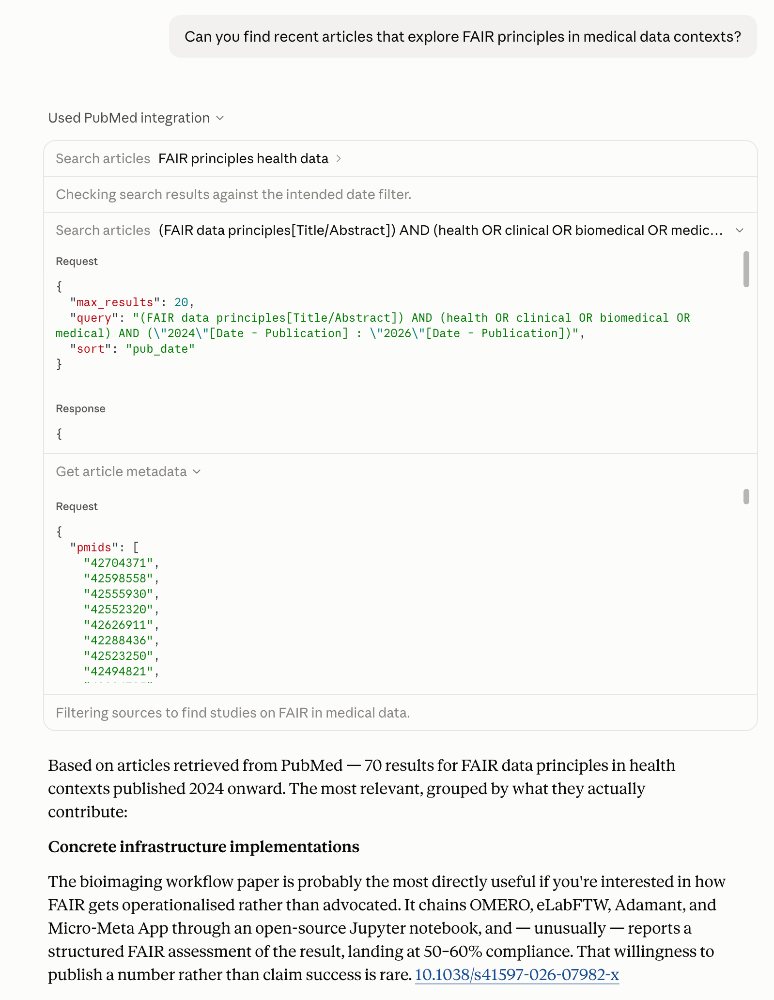 Can you find recent articles that explore FAIR principles in medical data contexts?
Used PubMed integration
Search articles FAIR principles health data
Checking search results against the intended date filter.
Search articles (FAIR data principles[Title/Abstract]) AND (health OR clinical OR biomedical OR medic...
Request
{
  "max_results": 20,
  "query": "(FAIR data principles[Title/Abstract]) AND (health OR clinical OR biomedical OR
medical) AND (\"2024\"[Date - Publication] : \"2026\"[Date - Publication])",
  "sort": "pub_date"
}
Response
{
Get article metadata
Request
{
  "pmids": [
    "42704371",
    "42598558",
    "42555930",
    "42552320",
    "42626911",
    "42288436",
    "42523250",
    "42494821",
Filtering sources to find studies on FAIR in medical data.
Based on articles retrieved from PubMed — 70 results for FAIR data principles in health
contexts published 2024 onward. The most relevant, grouped by what they actually
contribute:
Concrete infrastructure implementations
The bioimaging workflow paper is probably the most directly useful if you're interested in how
FAIR gets operationalised rather than advocated. It chains OMERO, eLabFTW, Adamant, and
Micro-Meta App through an open-source Jupyter notebook, and — unusually — reports a
structured FAIR assessment of the result, landing at 50–60% compliance. That willingness to
publish a number rather than claim success is rare. 10.1038/s41597-026-07982-x